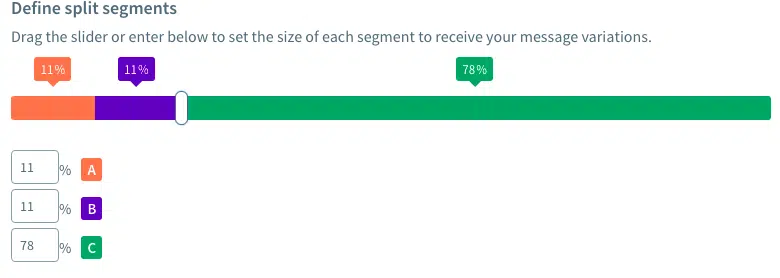 Define split segments
Drag the slider or enter below to set the size of each segment to receive your message variations.
11% 11% 78%
11 % A
11 % B
78 % C